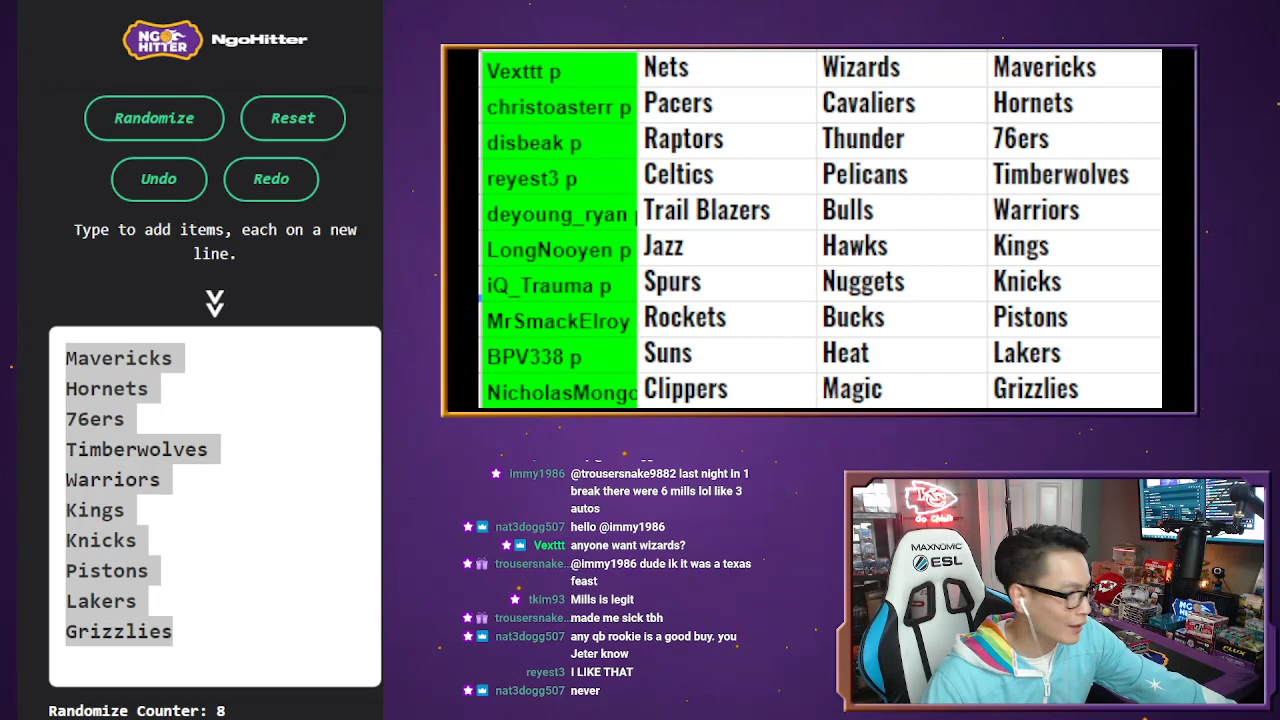 NGO HITTER
NgoHitter
Randomize
Reset
Undo
Redo
Type to add items, each on a new
line.
Mavericks
Hornets
76ers
Timberwolves
Warriors
Kings
Knicks
Pistons
Lakers
Grizzlies
Randomize Counter: 8
Vexttt p Nets Wizards Mavericks
christoasterr p Pacers Cavaliers Hornets
disbeak p Raptors Thunder 76ers
reyest3 p Celtics Pelicans Timberwolves
deyoung_ryan Trail Blazers Bulls Warriors
LongNooyen p Jazz Hawks Kings
iQ_Trauma p Spurs Nuggets Knicks
MrSmackElroy Rockets Bucks Pistons
BPV338 p Suns Heat Lakers
NicholasMongo Clippers Magic Grizzlies
immy1986 @trousersnake9882 last night in 1
break there were 6 mills lol like 3
autos
nat3dogg507 hello @immy1986
Vexttt anyone want wizards?
trousersnake... @immy1986 dude ik it was a texas
feast
tkim93 Mills is legit
trousersnake... made me sick tbh
nat3dogg507 any qb rookie is a good buy. you
Jeter know
reyest3 I LIKE THAT
nat3dogg507 never
MAXNOMIC
ESL